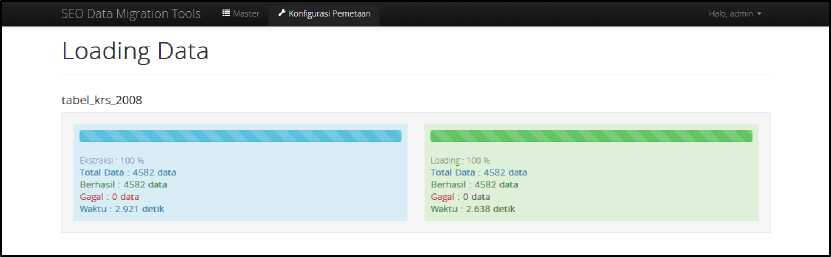 SEO Data Migration Tools Master Konfigurasi Pemetaan Halo, admin
Loading Data
tabel_krs_2008
Ekstraksi : 100 %
Total Data : 4582 data
Berhasil : 4582 data
Gagal : 0 data
Waktu : 2.921 detik
Loading : 100 %
Total Data : 4582 data
Berhasil : 4582 data
Gagal : 0 data
Waktu : 2.638 detik